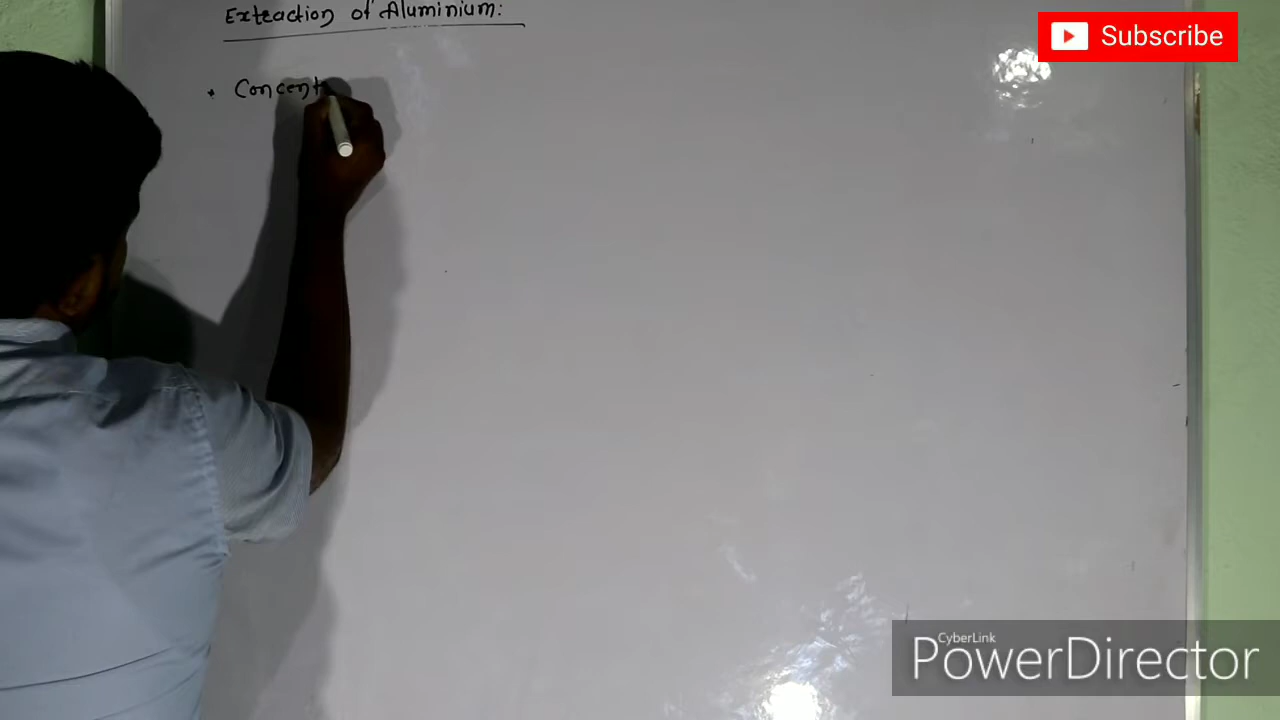 Extraction of Aluminium:
Subscribe
* Concent
CyberLink
PowerDirector